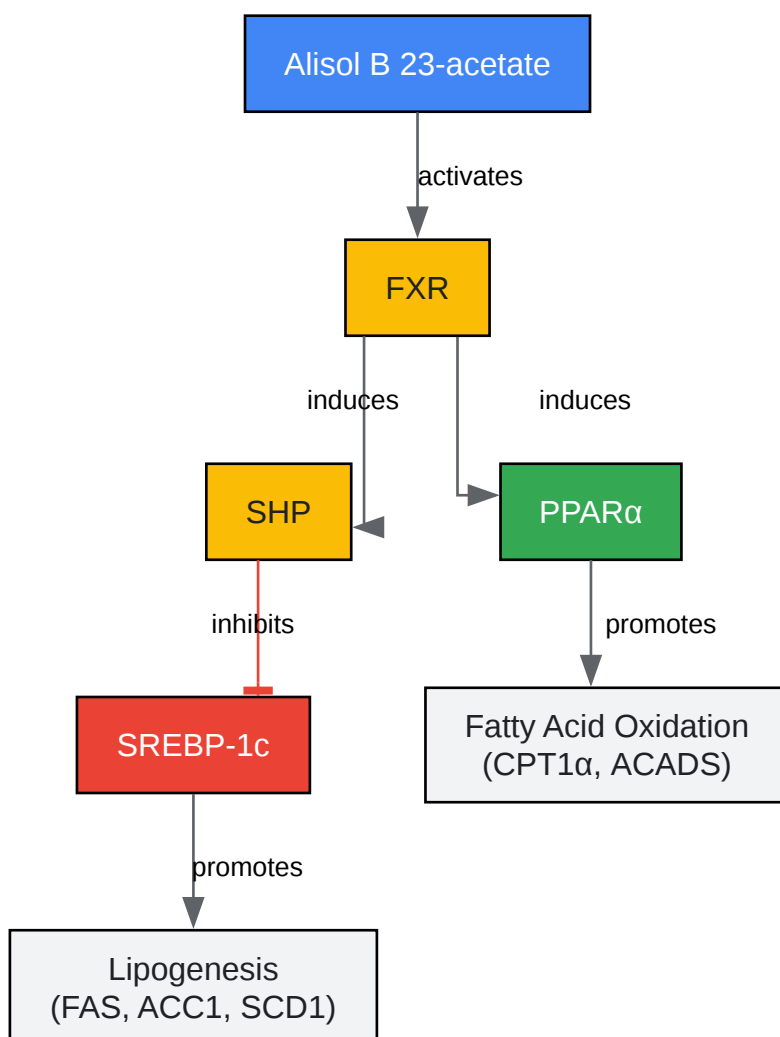 Alisol B 23-acetate
activates
FXR
induces
induces
SHP
PPARα
inhibits
promotes
SREBP-1c
Fatty Acid Oxidation
(CPT1α, ACADS)
promotes
Lipogenesis
(FAS, ACC1, SCD1)